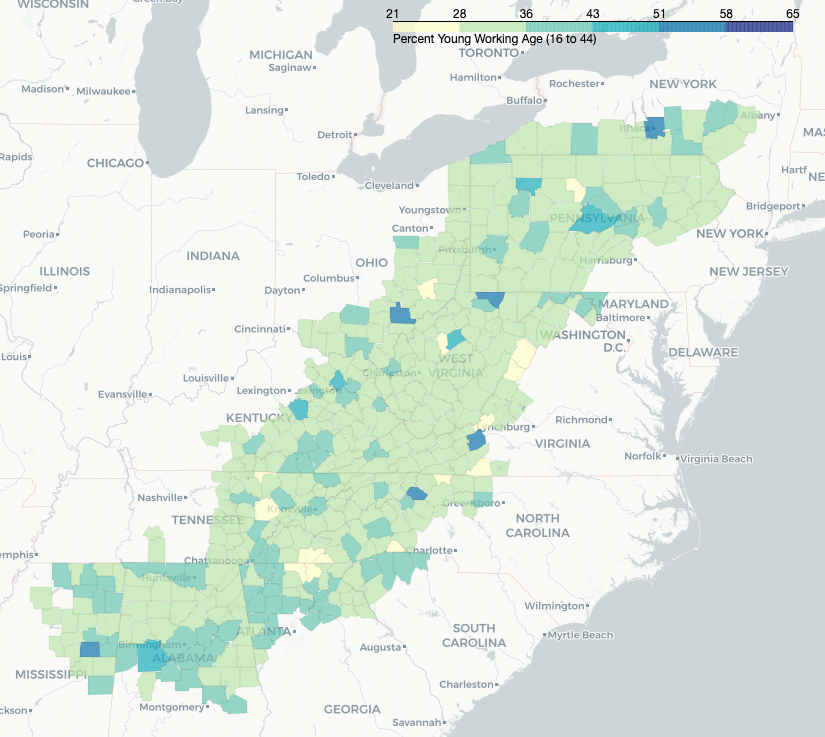 WISCONSIN
21 28 36 43 51 58 65
Percent Young Working Age (16 to 44)
TORONTO
MICHIGAN
Saginaw
Hamilton
Rochester
NEW YORK
Madison
Milwaukee
Buffalo
Lansing
Ithaca
Albany
Detroit
Rapids
CHICAGO
Toledo
Cleveland
Hartf
Youngstown
Bridgeport
PENNSYLVANIA
Canton
Peoria
NEW YORK
Pittsburgh
INDIANA
OHIO
Harrisburg
ILLINOIS
Columbus
NEW JERSEY
Springfield
Indianapolis
Dayton
MARYLAND
Baltimore
Cincinnati
WASHINGTON
D.C.
Louis
DELAWARE
WEST
VIRGINIA
Charleston
Louisville
Lexington
Evansville
KENTUCKY
Lynchburg
Richmond
VIRGINIA
Norfolk
Virginia Beach
Nashville
Greensboro
Knoxville
TENNESSEE
NORTH
CAROLINA
Charlotte
emphis
Chattanooga
Huntsville
Wilmington
ATLANTA
SOUTH
CAROLINA
Myrtle Beach
Birmingham
Augusta
ALABAMA
MISSISSIPPI
Charleston
Montgomery
GEORGIA
ckson
Savannah